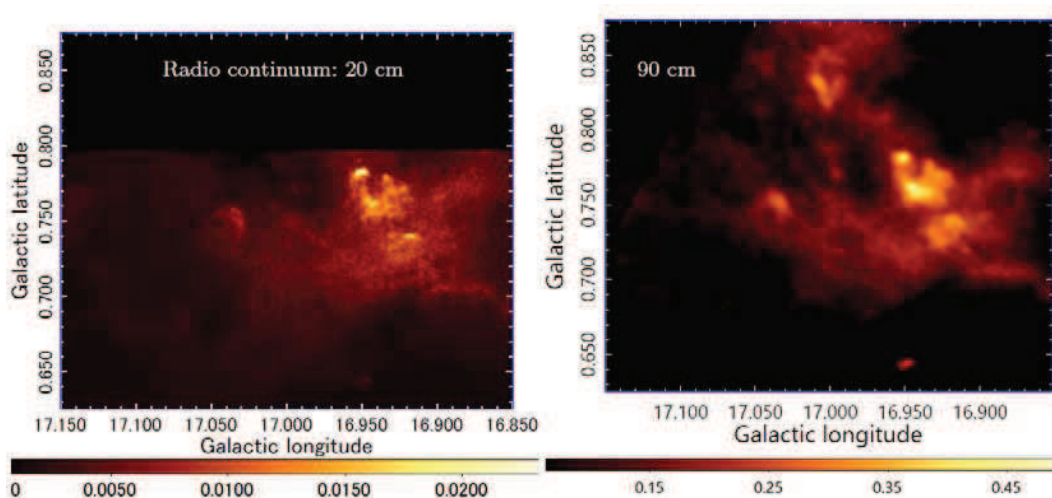 Radio continuum: 20 cm
Galactic latitude
0.850
0.800
0.750
0.700
0.650
17.150 17.100 17.050 17.000 16.950 16.900 16.850
Galactic longitude
0 0.0050 0.0100 0.0150 0.0200
90 cm
Galactic latitude
0.850
0.800
0.750
0.700
0.650
17.100 17.050 17.000 16.950 16.900
Galactic longitude
0.15 0.25 0.35 0.45